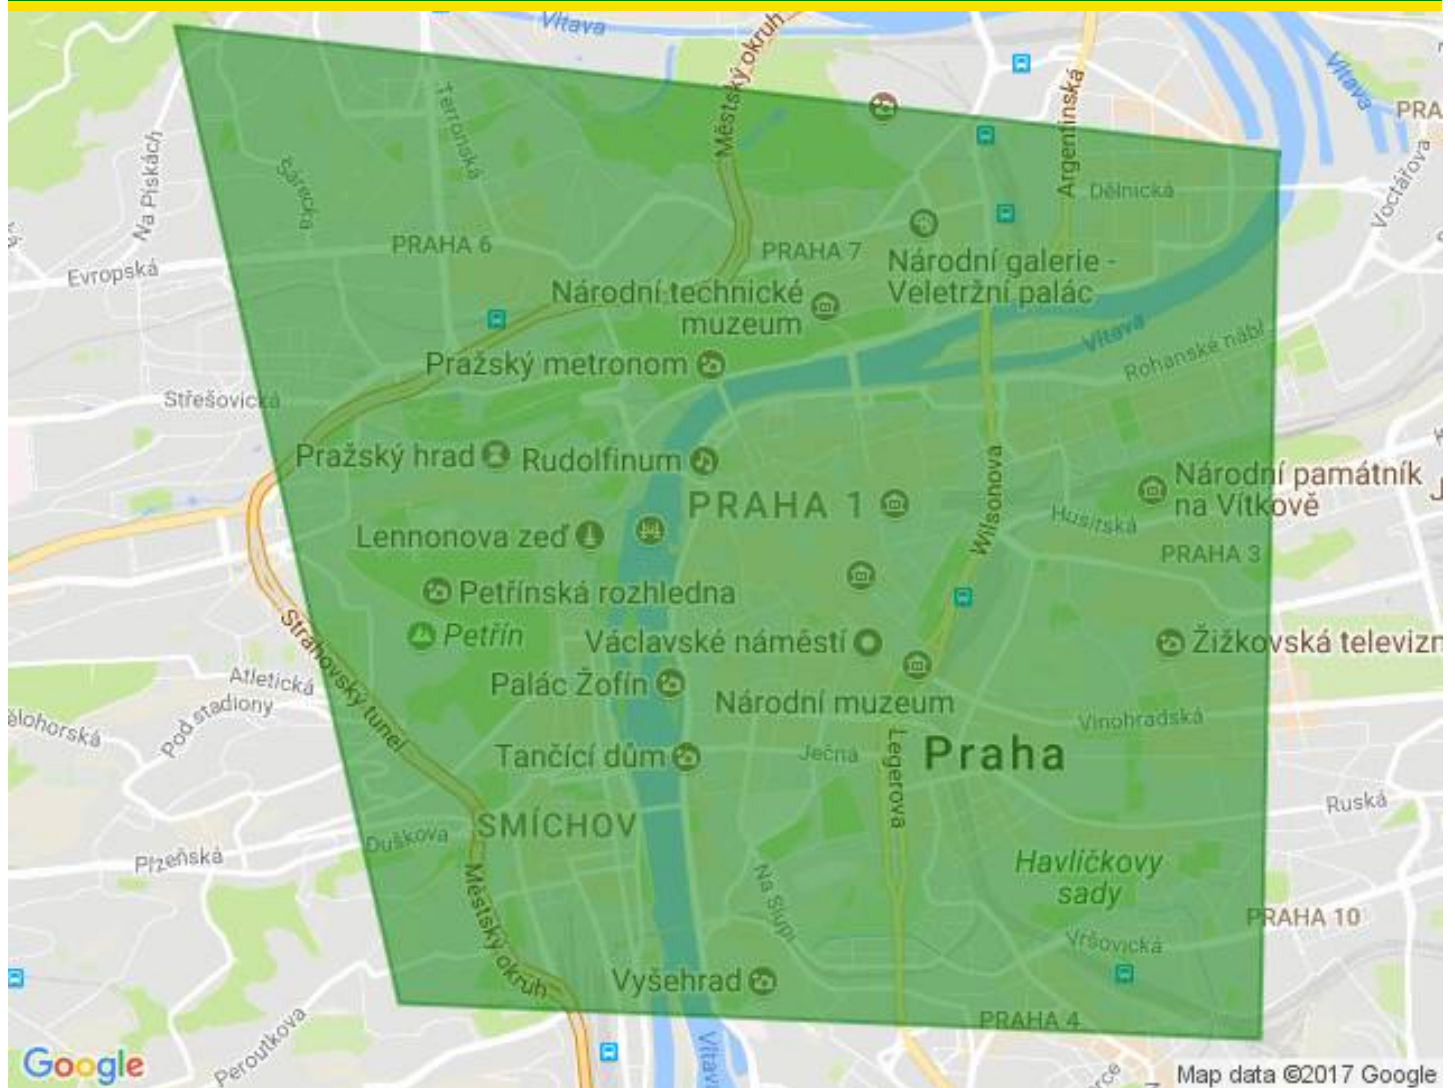 Vltava
Městský okruh
Vltava
PRA
Argentinská
Terronská
Na Pískách
Šárecká
Dělnická
Voctářova
PRAHA 6
PRAHA 7
Evropská
Národní galerie -
Veletržní palác
Národní technické
muzeum
Vltava
Rohanské nábř.
Pražský metronom
Střešovická
Pražský hrad
Rudolfinum
Wilsonova
Národní památník
na Vítkově
PRAHA 1
Husitská
Lennonova zeď
PRAHA 3
Petřínská rozhledna
Petřín
Václavské náměstí
Žižkovská televizn
Strahovský tunel
Atletická
Palác Žofín
Národní muzeum
Pod stadiony
ělohorská
Vinohradská
Tančící dům
Ječná
Legerova
Praha
Ruská
SMÍCHOV
Duškova
Plzeňská
Havlíčkovy
sady
Na Slupi
Městský okruh
PRAHA 10
Vršovická
Vyšehrad
PRAHA 4
Peroutkova
Vltav
rce
Google
Map data ©2017 Google